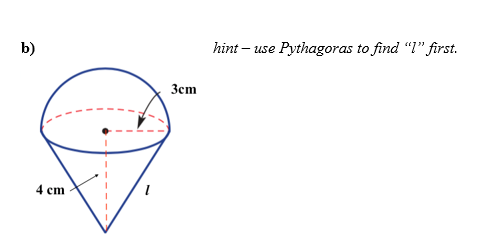 b) hint – use Pythagoras to find “l” first.
3cm
4 cm
l